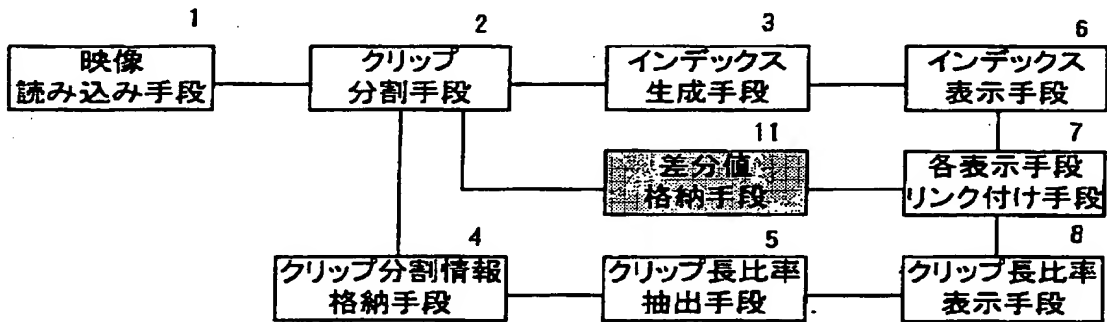 1
映像
読み込み手段
2
クリップ
分割手段
3
インデックス
生成手段
6
インデックス
表示手段
11
差分値
格納手段
7
各表示手段
リンク付け手段
4
クリップ分割情報
格納手段
5
クリップ長比率
抽出手段
8
クリップ長比率
表示手段